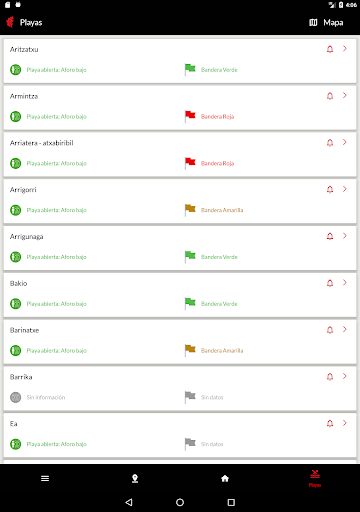 4:06
Playas
Mapa
Aritzatxu
Playa abierta: Aforo bajo
Bandera Verde
Armintza
Playa abierta: Aforo bajo
Bandera Roja
Arriatera - atxabiribil
Playa abierta: Aforo bajo
Bandera Roja
Arrigorri
Playa abierta: Aforo bajo
Bandera Amarilla
Arrigunaga
Playa abierta: Aforo bajo
Bandera Verde
Bakio
Playa abierta: Aforo bajo
Bandera Verde
Barinatxe
Playa abierta: Aforo bajo
Bandera Amarilla
Barrika
Sin información
Sin datos
Ea
Playa abierta: Aforo bajo
Sin datos
Playas